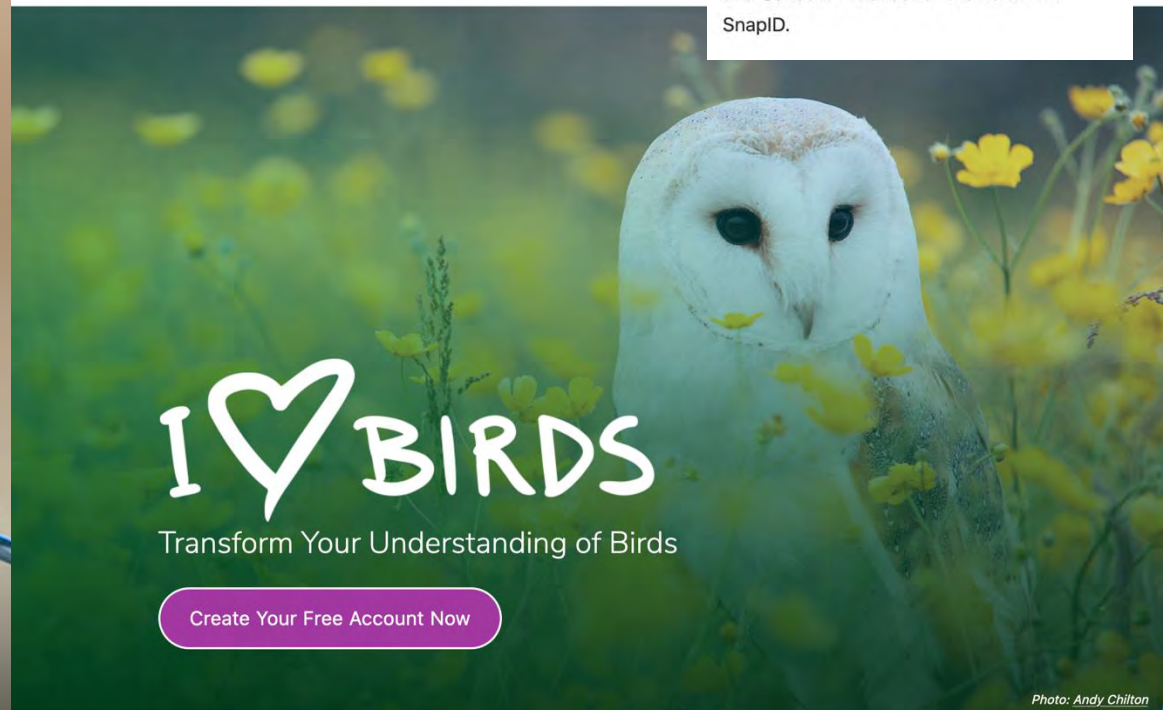 SnapID.
I ♡ BIRDS
Transform Your Understanding of Birds
Create Your Free Account Now
Photo: Andy Chilton